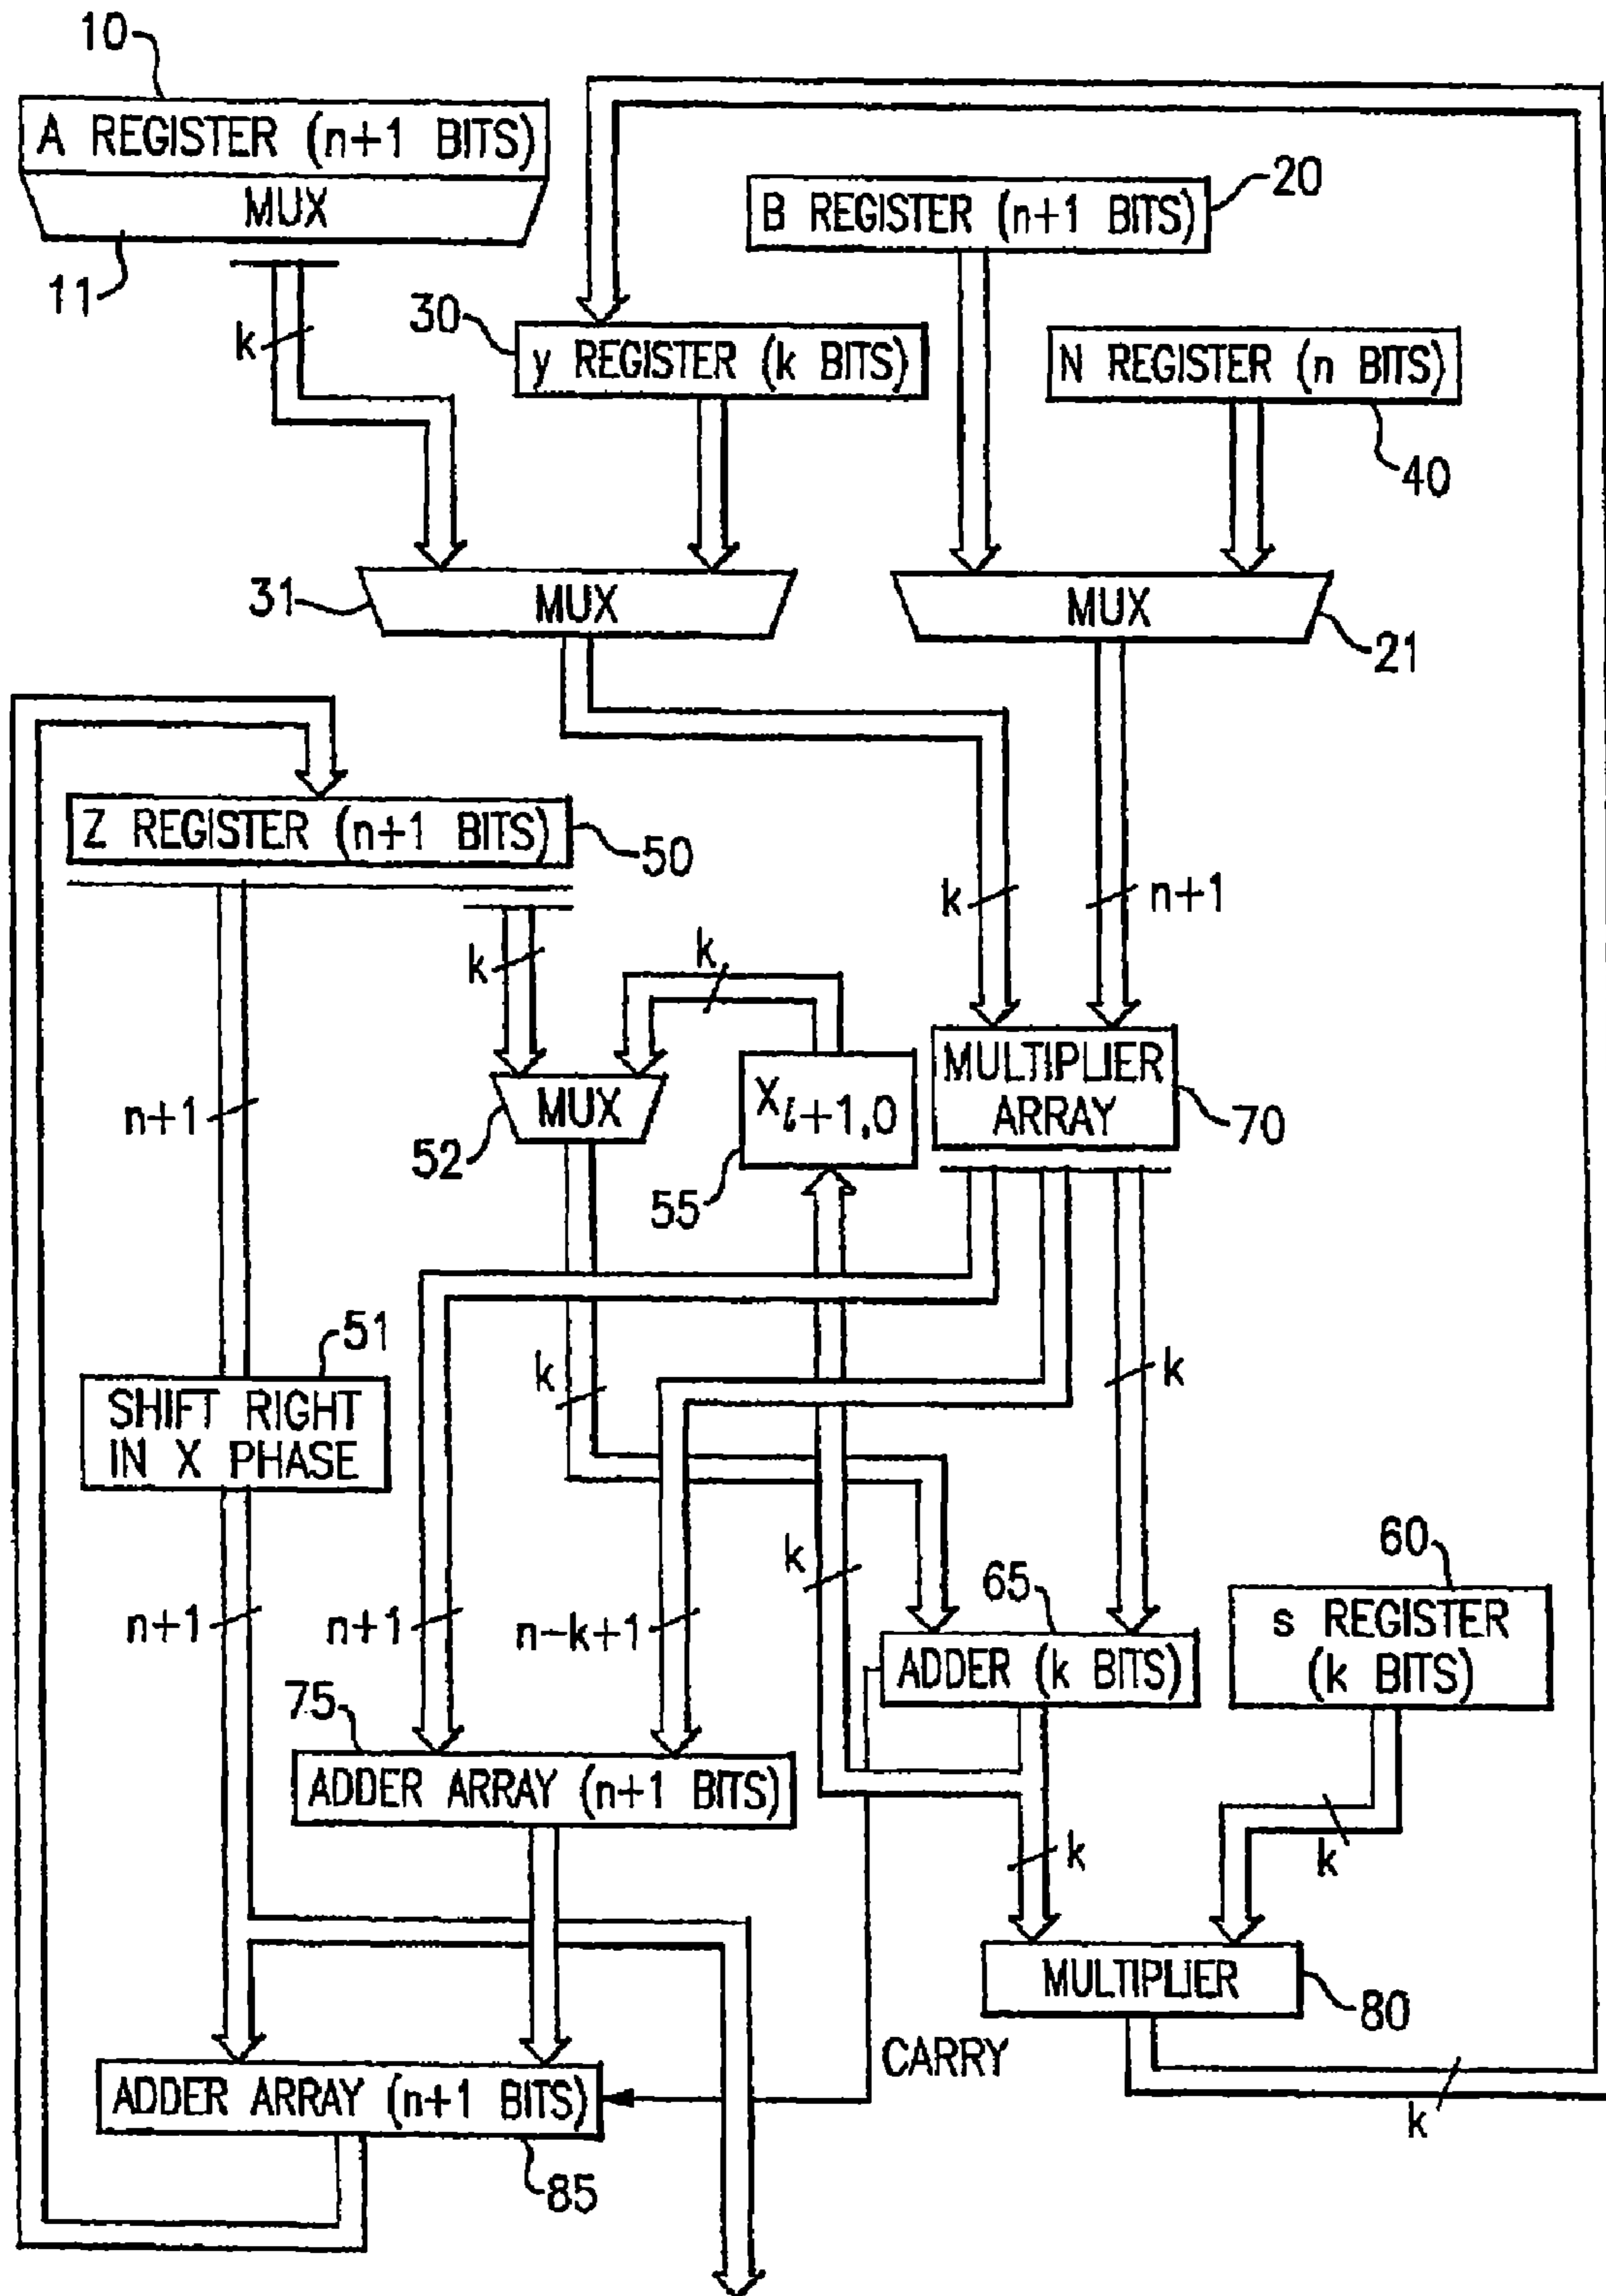 10
A REGISTER (n+1 BITS)
MUX
11
k
B REGISTER (n+1 BITS)
20
30
y REGISTER (k BITS)
N REGISTER (n BITS)
40
31
MUX
MUX
21
Z REGISTER (n+1 BITS)
50
k
n+1
k
k
n+1
MUX
52
X i+1,0
55
MULTIPLIER
ARRAY
70
51
SHIFT RIGHT
IN X PHASE
k
k
n+1
n+1
n-k+1
k
65
ADDER (k BITS)
60
s REGISTER
(k BITS)
75
ADDER ARRAY (n+1 BITS)
k
k
MULTIPLIER
80
CARRY
ADDER ARRAY (n+1 BITS)
85
k